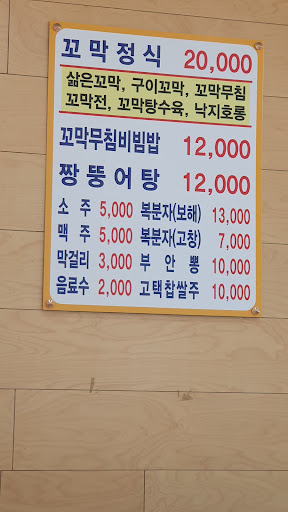 꼬막정식 20,000
삶은꼬막, 구이꼬막, 꼬막무침
꼬막전, 꼬막탕수육, 낙지호롱
꼬막무침비빔밥 12,000
짱뚱어탕 12,000
소주 5,000 복분자(보해) 13,000
맥주 5,000 복분자(고창) 7,000
막걸리 3,000 부안뽕 10,000
음료수 2,000 고택찹쌀주 10,000